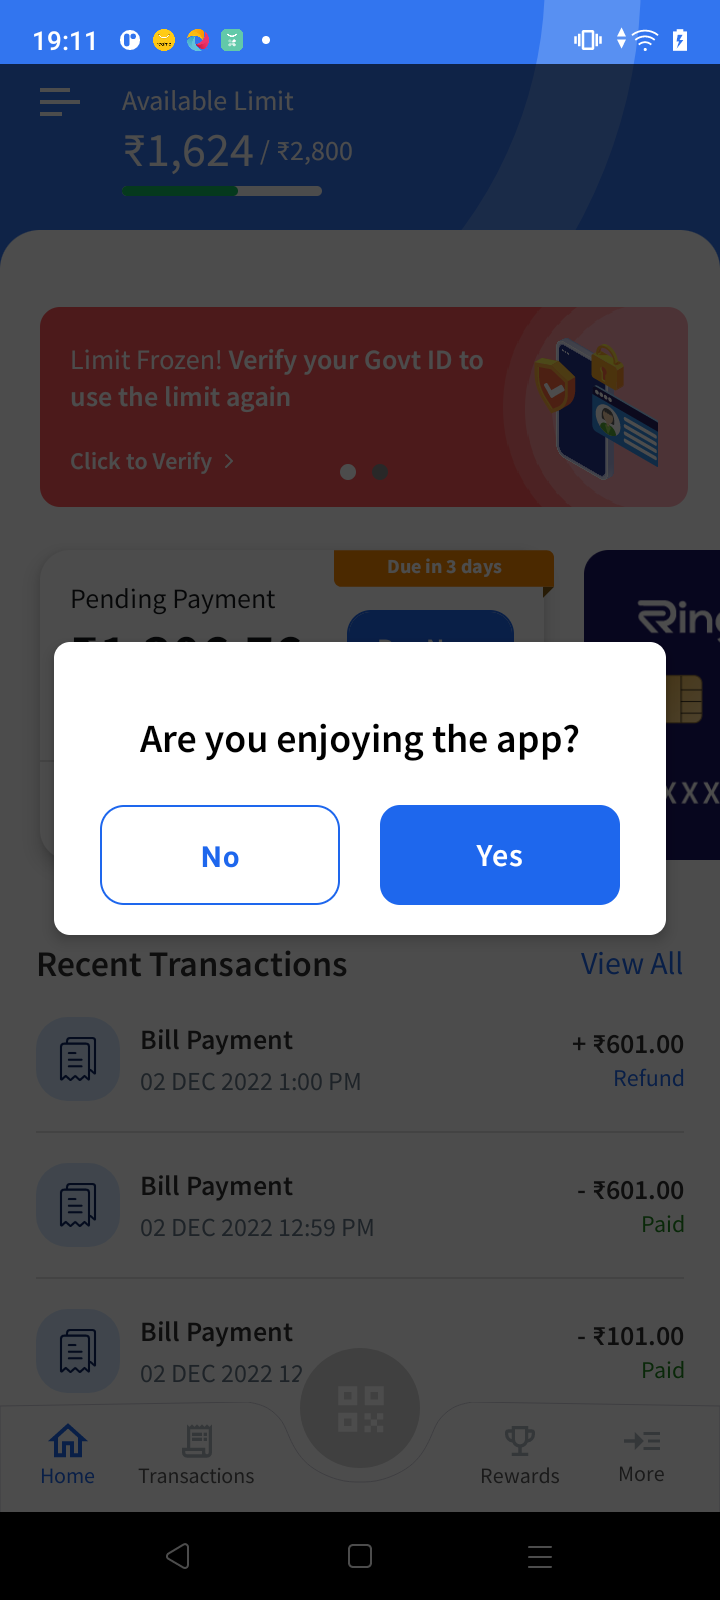 19:11
Available Limit
₹1,624 / ₹2,800
Limit Frozen! Verify your Govt ID to
use the limit again
Click to Verify
Due in 3 days
Pending Payment
Are you enjoying the app?
No
Yes
Recent Transactions
View All
Bill Payment
+ ₹601.00
02 DEC 2022 1:00 PM
Refund
Bill Payment
- ₹601.00
02 DEC 2022 12:59 PM
Paid
Bill Payment
- ₹101.00
02 DEC 2022 12
Paid
Home
Transactions
Rewards
More